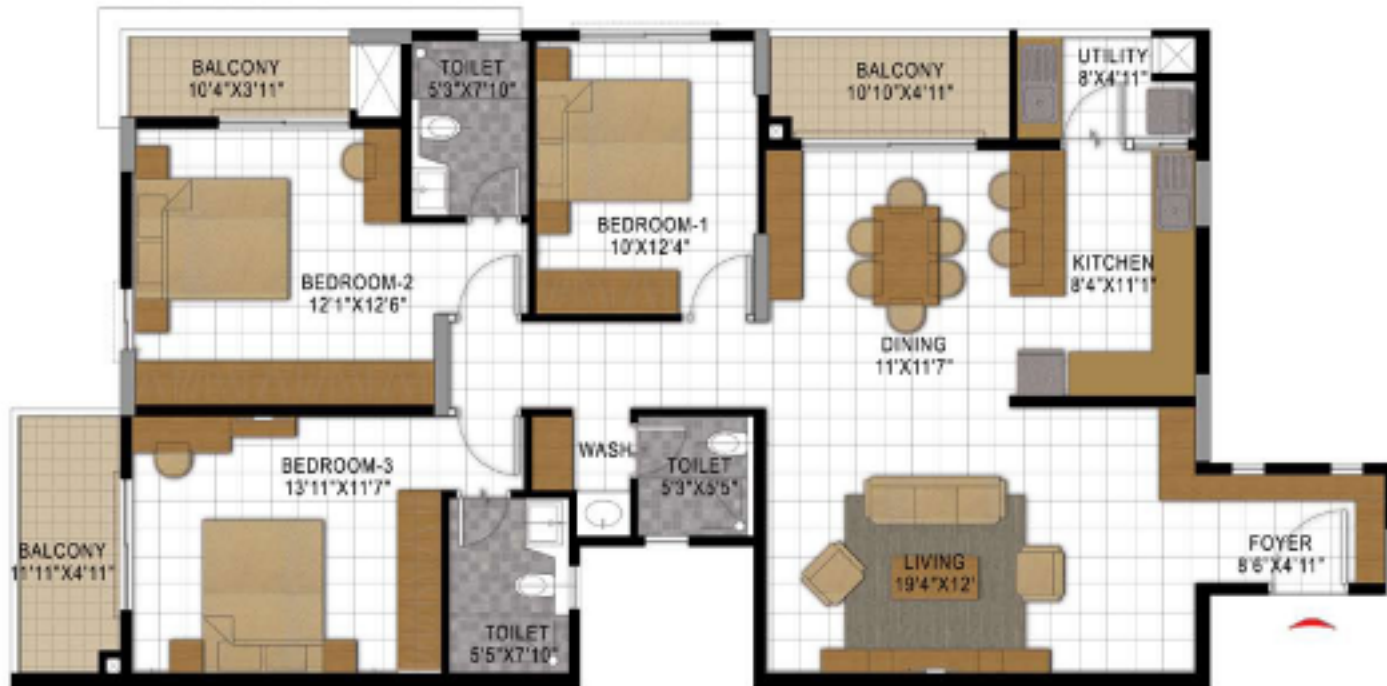 BALCONY
10'4"X3'11"
TOILET
5'3"X7'10"
BALCONY
10'10"X4'11"
UTILITY
8'X4'11"
BEDROOM-1
10'X12'4"
BEDROOM-2
12'1"X12'6"
KITCHEN
8'4"X11'1"
DINING
11'X11'7"
BEDROOM-3
13'11"X11'7"
WASH
TOILET
5'3"X5'5"
BALCONY
11'11"X4'11"
LIVING
19'4"X12'
FOYER
8'6"X4'11"
TOILET
5'5"X7'10"